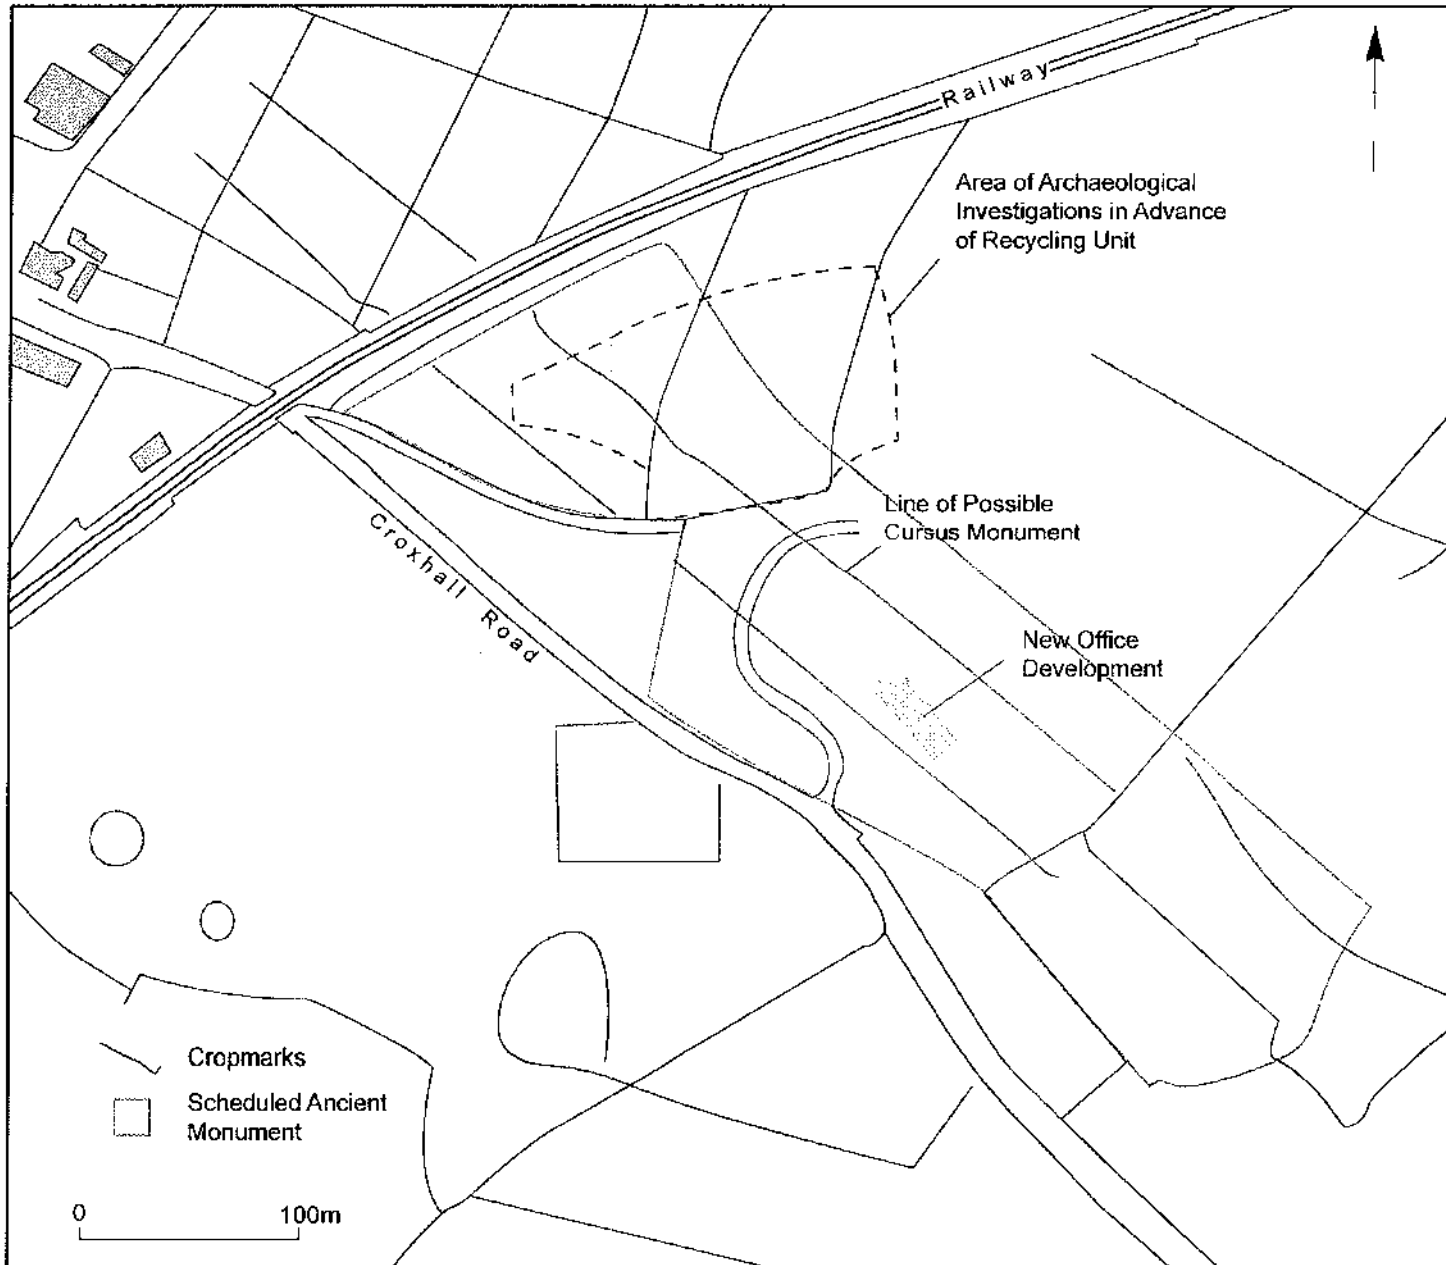 Railway
Area of Archaeological
Investigations in Advance
of Recycling Unit
Line of Possible
Cursus Monument
Croxhall Road
New Office
Development
Cropmarks
Scheduled Ancient
Monument
0 100m